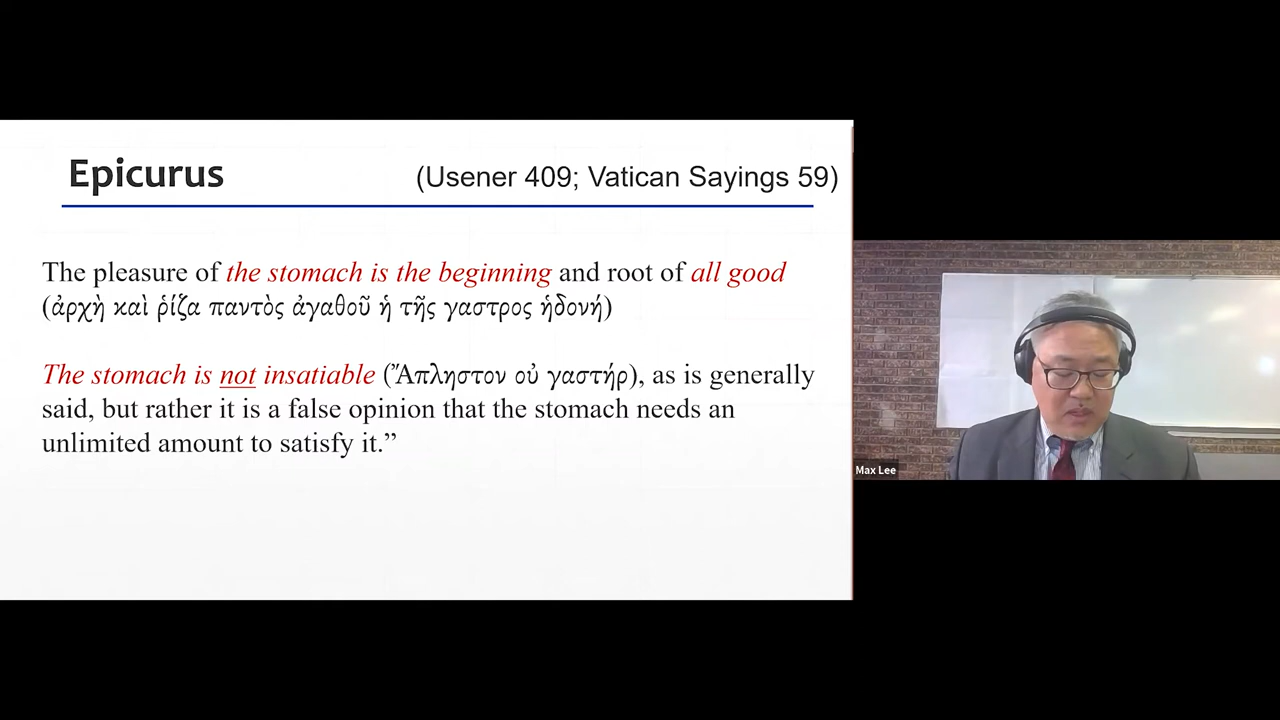 Epicurus
(Usener 409; Vatican Sayings 59)
The pleasure of the stomach is the beginning and root of all good
(ἀρχὴ καὶ ῥίζα παντὸς ἀγαθοῦ ἡ τῆς γαστρος ἡδονή)
The stomach is not insatiable (Ἄπληστον οὐ γαστήρ), as is generally
said, but rather it is a false opinion that the stomach needs an
unlimited amount to satisfy it.”
Max Lee